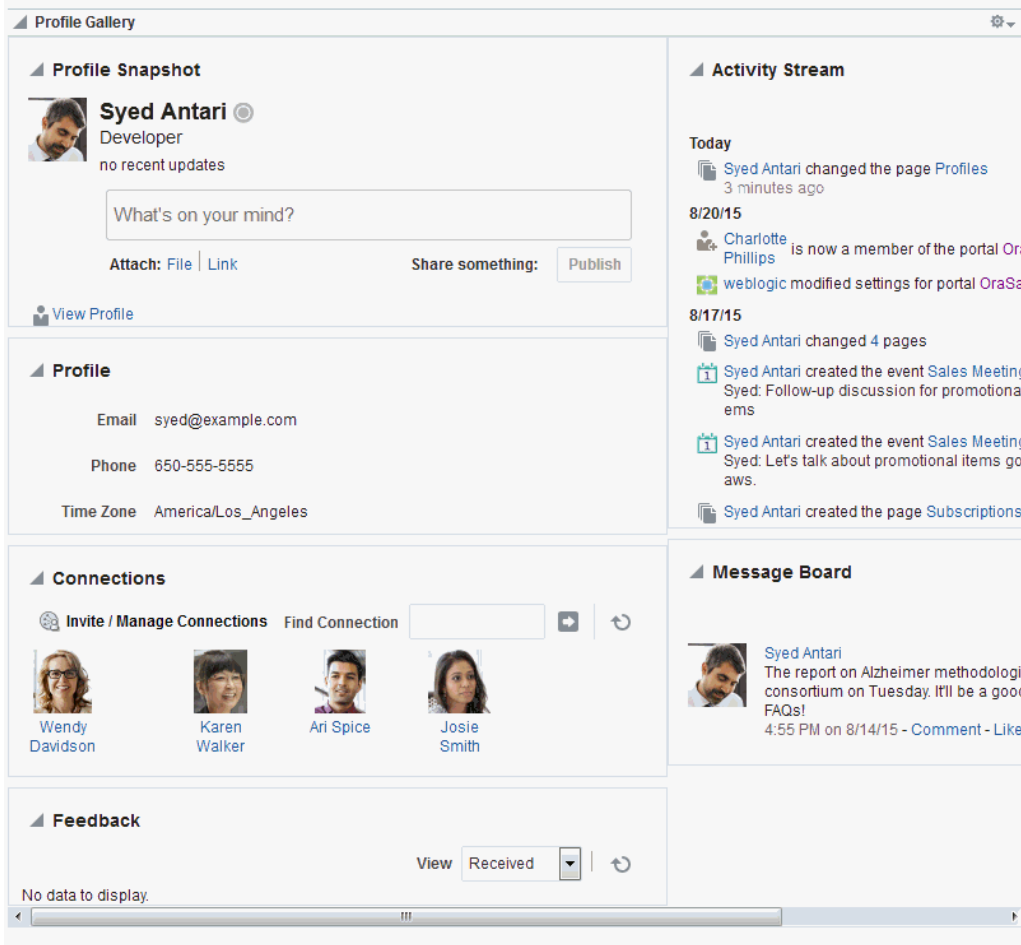 Profile Gallery
Profile Snapshot
Syed Antari
Developer
no recent updates
What's on your mind?
Attach: File Link
Share something: Publish
View Profile
Profile
Email syed@example.com
Phone 650-555-5555
Time Zone America/Los_Angeles
Connections
Invite / Manage Connections Find Connection
Wendy
Davidson
Karen
Walker
Ari Spice
Josie
Smith
Feedback
View Received
No data to display.
Activity Stream
Today
Syed Antari changed the page Profiles
3 minutes ago
8/20/15
Charlotte
Phillips is now a member of the portal Ora
weblogic modified settings for portal OraSa
8/17/15
Syed Antari changed 4 pages
1
Syed Antari created the event Sales Meeting
Syed: Follow-up discussion for promotiona
ems
1
Syed Antari created the event Sales Meeting
Syed: Let's talk about promotional items go
aws.
Syed Antari created the page Subscriptions
Message Board
Syed Antari
The report on Alzheimer methodologi
consortium on Tuesday. It'll be a good
FAQs!
4:55 PM on 8/14/15 - Comment - Like